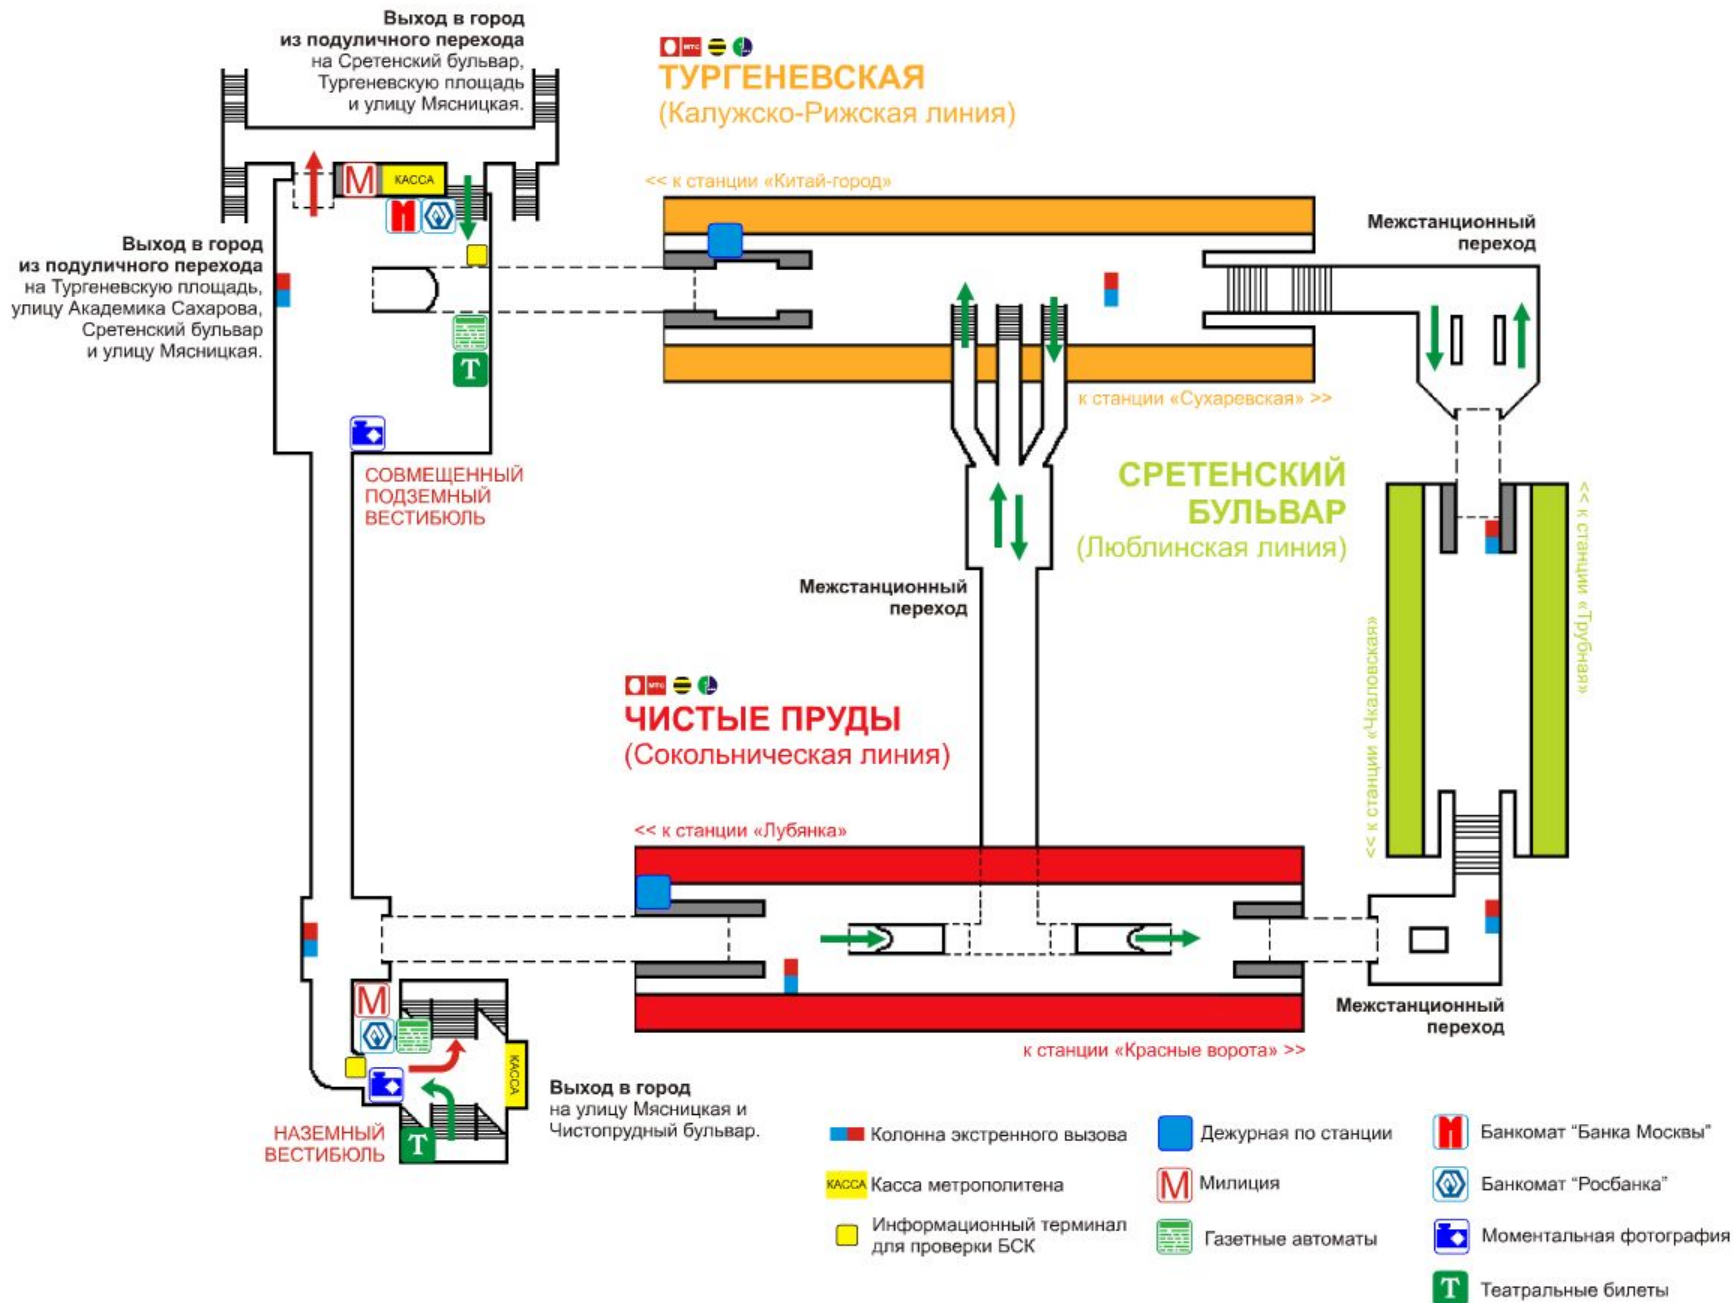 Выход в город
из подуличного перехода
на Сретенский бульвар,
Тургеневскую площадь
и улицу Мясницкая.
МТС
ТУРГЕНЕВСКАЯ
(Калужско-Рижская линия)
М
КАССА
<< к станции «Китай-город»
Межстанционный
переход
Выход в город
из подуличного перехода
на Тургеневскую площадь,
улицу Академика Сахарова,
Сретенский бульвар
и улицу Мясницкая.
Т
к станции «Сухаревская» >>
СОВМЕЩЕННЫЙ
ПОДЗЕМНЫЙ
ВЕСТИБЮЛЬ
СРЕТЕНСКИЙ
БУЛЬВАР
(Люблинская линия)
<< к станции «Трубная»
<< к станции «Чкаловская»
Межстанционный
переход
МТС
ЧИСТЫЕ ПРУДЫ
(Сокольническая линия)
<< к станции «Лубянка»
к станции «Красные ворота» >>
Межстанционный
переход
М
КАССА
Т
НАЗЕМНЫЙ
ВЕСТИБЮЛЬ
Выход в город
на улицу Мясницкая и
Чистопрудный бульвар.
Колонна экстренного вызова
КАССА Касса метрополитена
Информационный терминал
для проверки БСК
Дежурная по станции
М Милиция
Газетные автоматы
Банкомат “Банка Москвы”
Банкомат “Росбанка”
Моментальная фотография
Т Театральные билеты